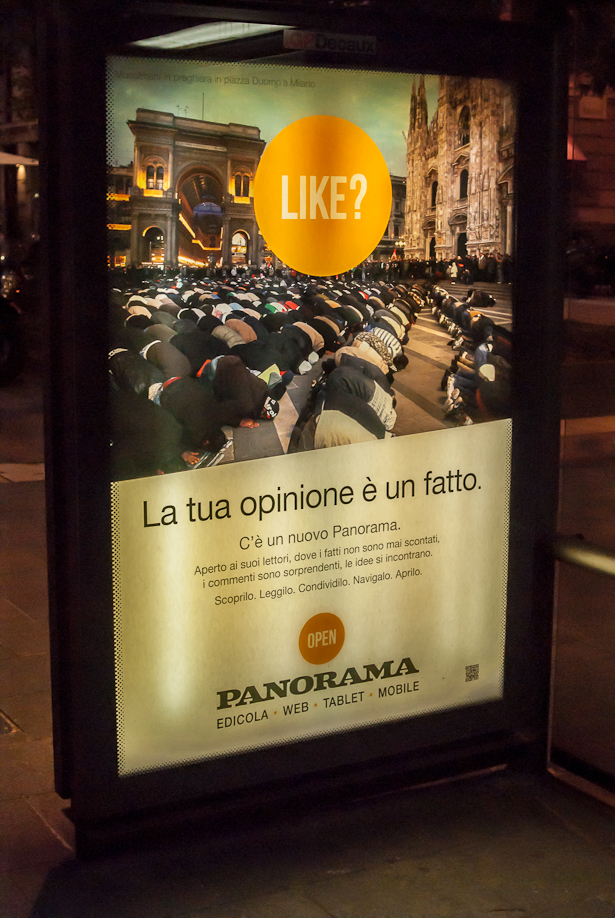 JCDecaux
Musulmani in preghiera in piazza Duomo a Milano
LIKE?
La tua opinione è un fatto.
C'è un nuovo Panorama.
Aperto ai suoi lettori, dove i fatti non sono mai scontati,
i commenti sono sorprendenti, le idee si incontrano.
Scoprilo. Leggilo. Condividilo. Navigalo. Aprilo.
OPEN
PANORAMA
EDICOLA • WEB • TABLET • MOBILE